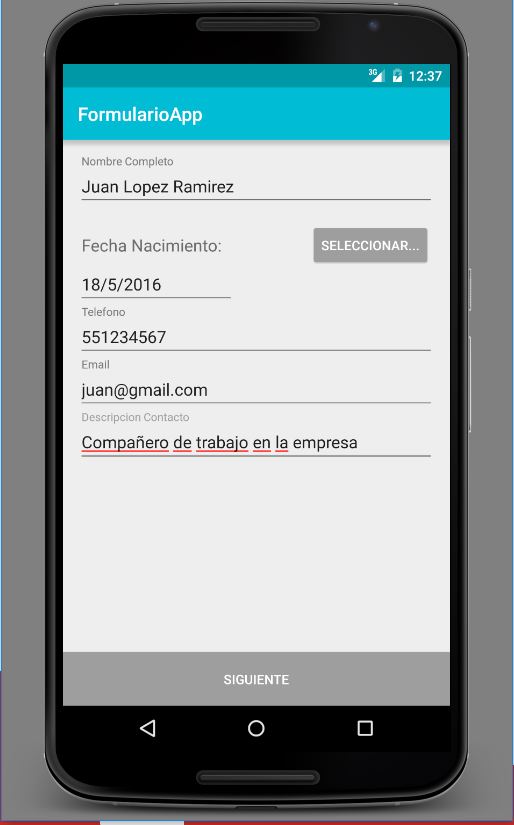 3G 12:37
FormularioApp
Nombre Completo
Juan Lopez Ramirez
Fecha Nacimiento: SELECCIONAR...
18/5/2016
Telefono
551234567
Email
juan@gmail.com
Descripcion Contacto
Compañero de trabajo en la empresa
SIGUIENTE